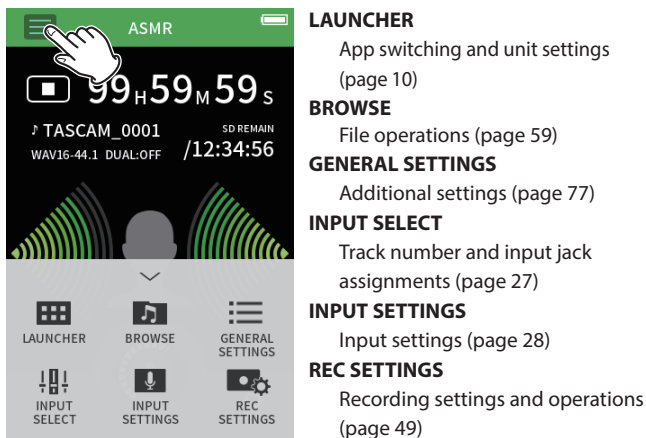 ASMR
99H59M59S
♪ TASCAM_0001
SD REMAIN
WAV16-44.1 DUAL:OFF
/12:34:56
LAUNCHER
BROWSE
GENERAL
SETTINGS
INPUT
SELECT
INPUT
SETTINGS
REC
SETTINGS
LAUNCHER
App switching and unit settings
(page 10)
BROWSE
File operations (page 59)
GENERAL SETTINGS
Additional settings (page 77)
INPUT SELECT
Track number and input jack
assignments (page 27)
INPUT SETTINGS
Input settings (page 28)
REC SETTINGS
Recording settings and operations
(page 49)